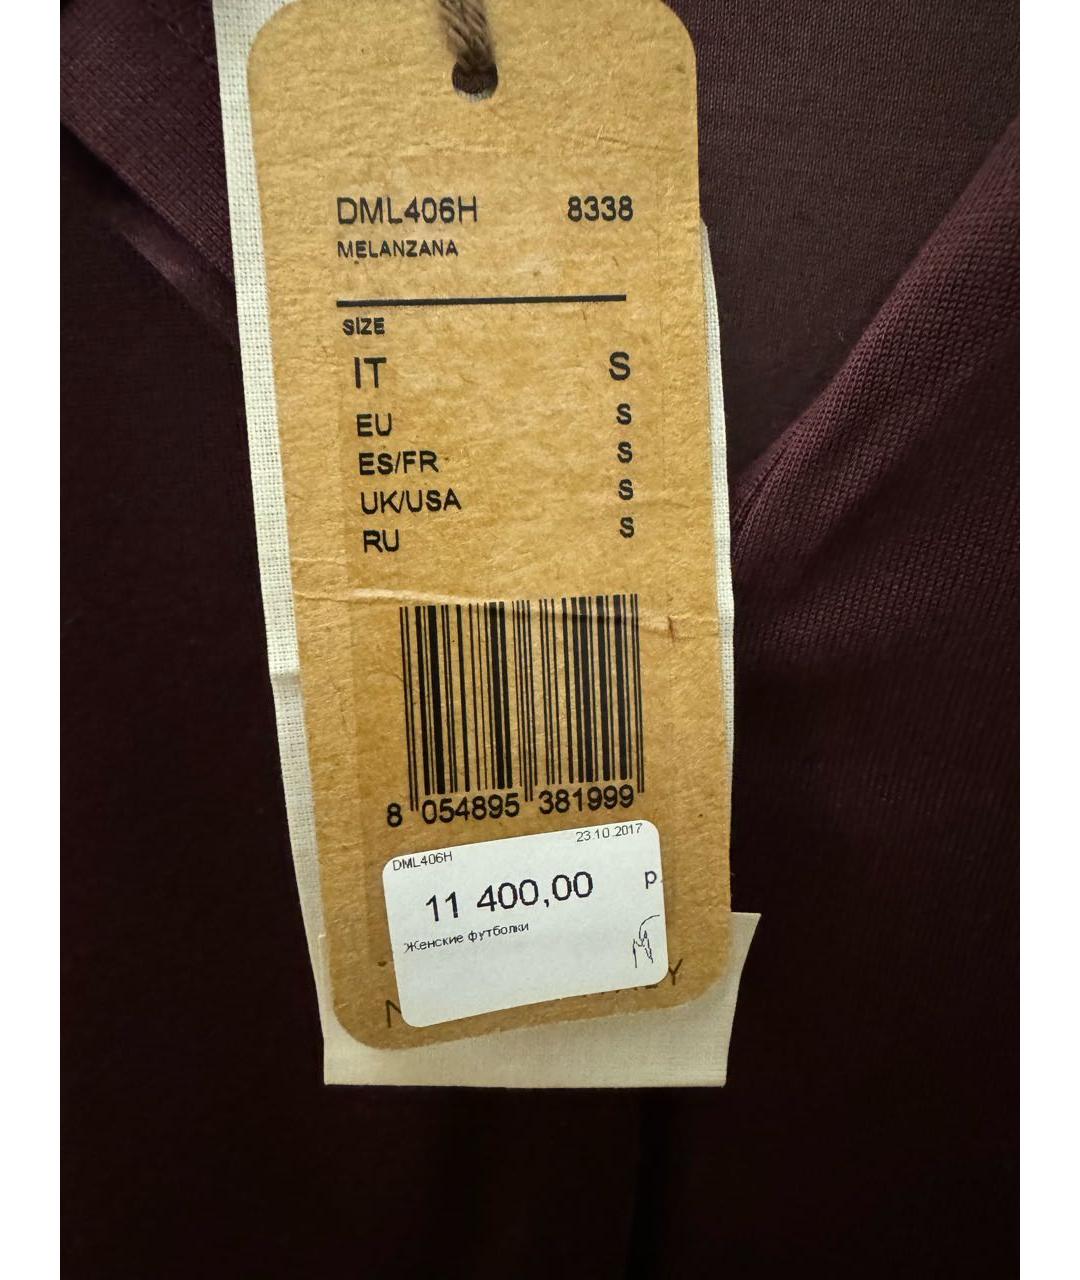 DML406H 8338
MELANZANA
SIZE
IT S
EU S
ES/FR S
UK/USA S
RU S
8 054895 381999
DML406H 23.10.2017
11 400,00 р.
Женские футболки